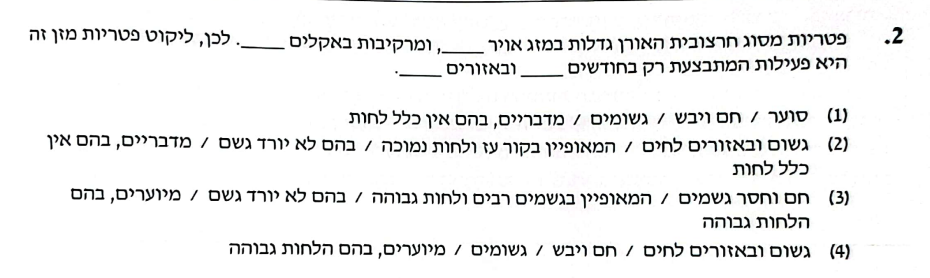 2. פטריות מסוג חרצובית האורן גדלות במזג אויר ____, ומרקיבות באקלים ____. לכן, ליקוט פטריות מזן זה
היא פעילות המתבצעת רק בחודשים ____ ובאזורים ____.
(1) סוער / חם ויבש / גשומים / מדבריים, בהם אין כלל לחות
(2) גשום ובאזורים לחים / המאופיין בקור עז ולחות נמוכה / בהם לא יורד גשם / מדבריים, בהם אין
כלל לחות
(3) חם וחסר גשמים / המאופיין בגשמים רבים ולחות גבוהה / בהם לא יורד גשם / מיוערים, בהם
הלחות גבוהה
(4) גשום ובאזורים לחים / חם ויבש / גשומים / מיוערים, בהם הלחות גבוהה